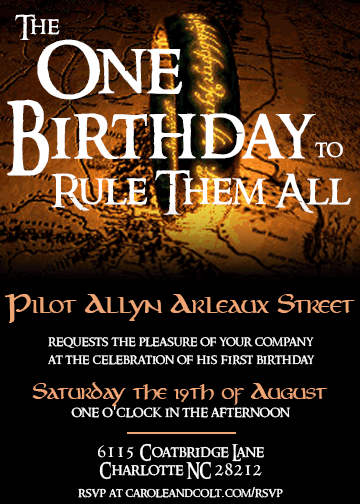 The
One
Birthday to
Rule Them All
Pilot Allyn Arleaux Street
requests the pleasure of your company
at the celebration of his first birthday
Saturday the 19th of August
one o'clock in the afternoon
6115 Coatbridge Lane
Charlotte NC 28212
rsvp at caroleandcolt.com/rsvp